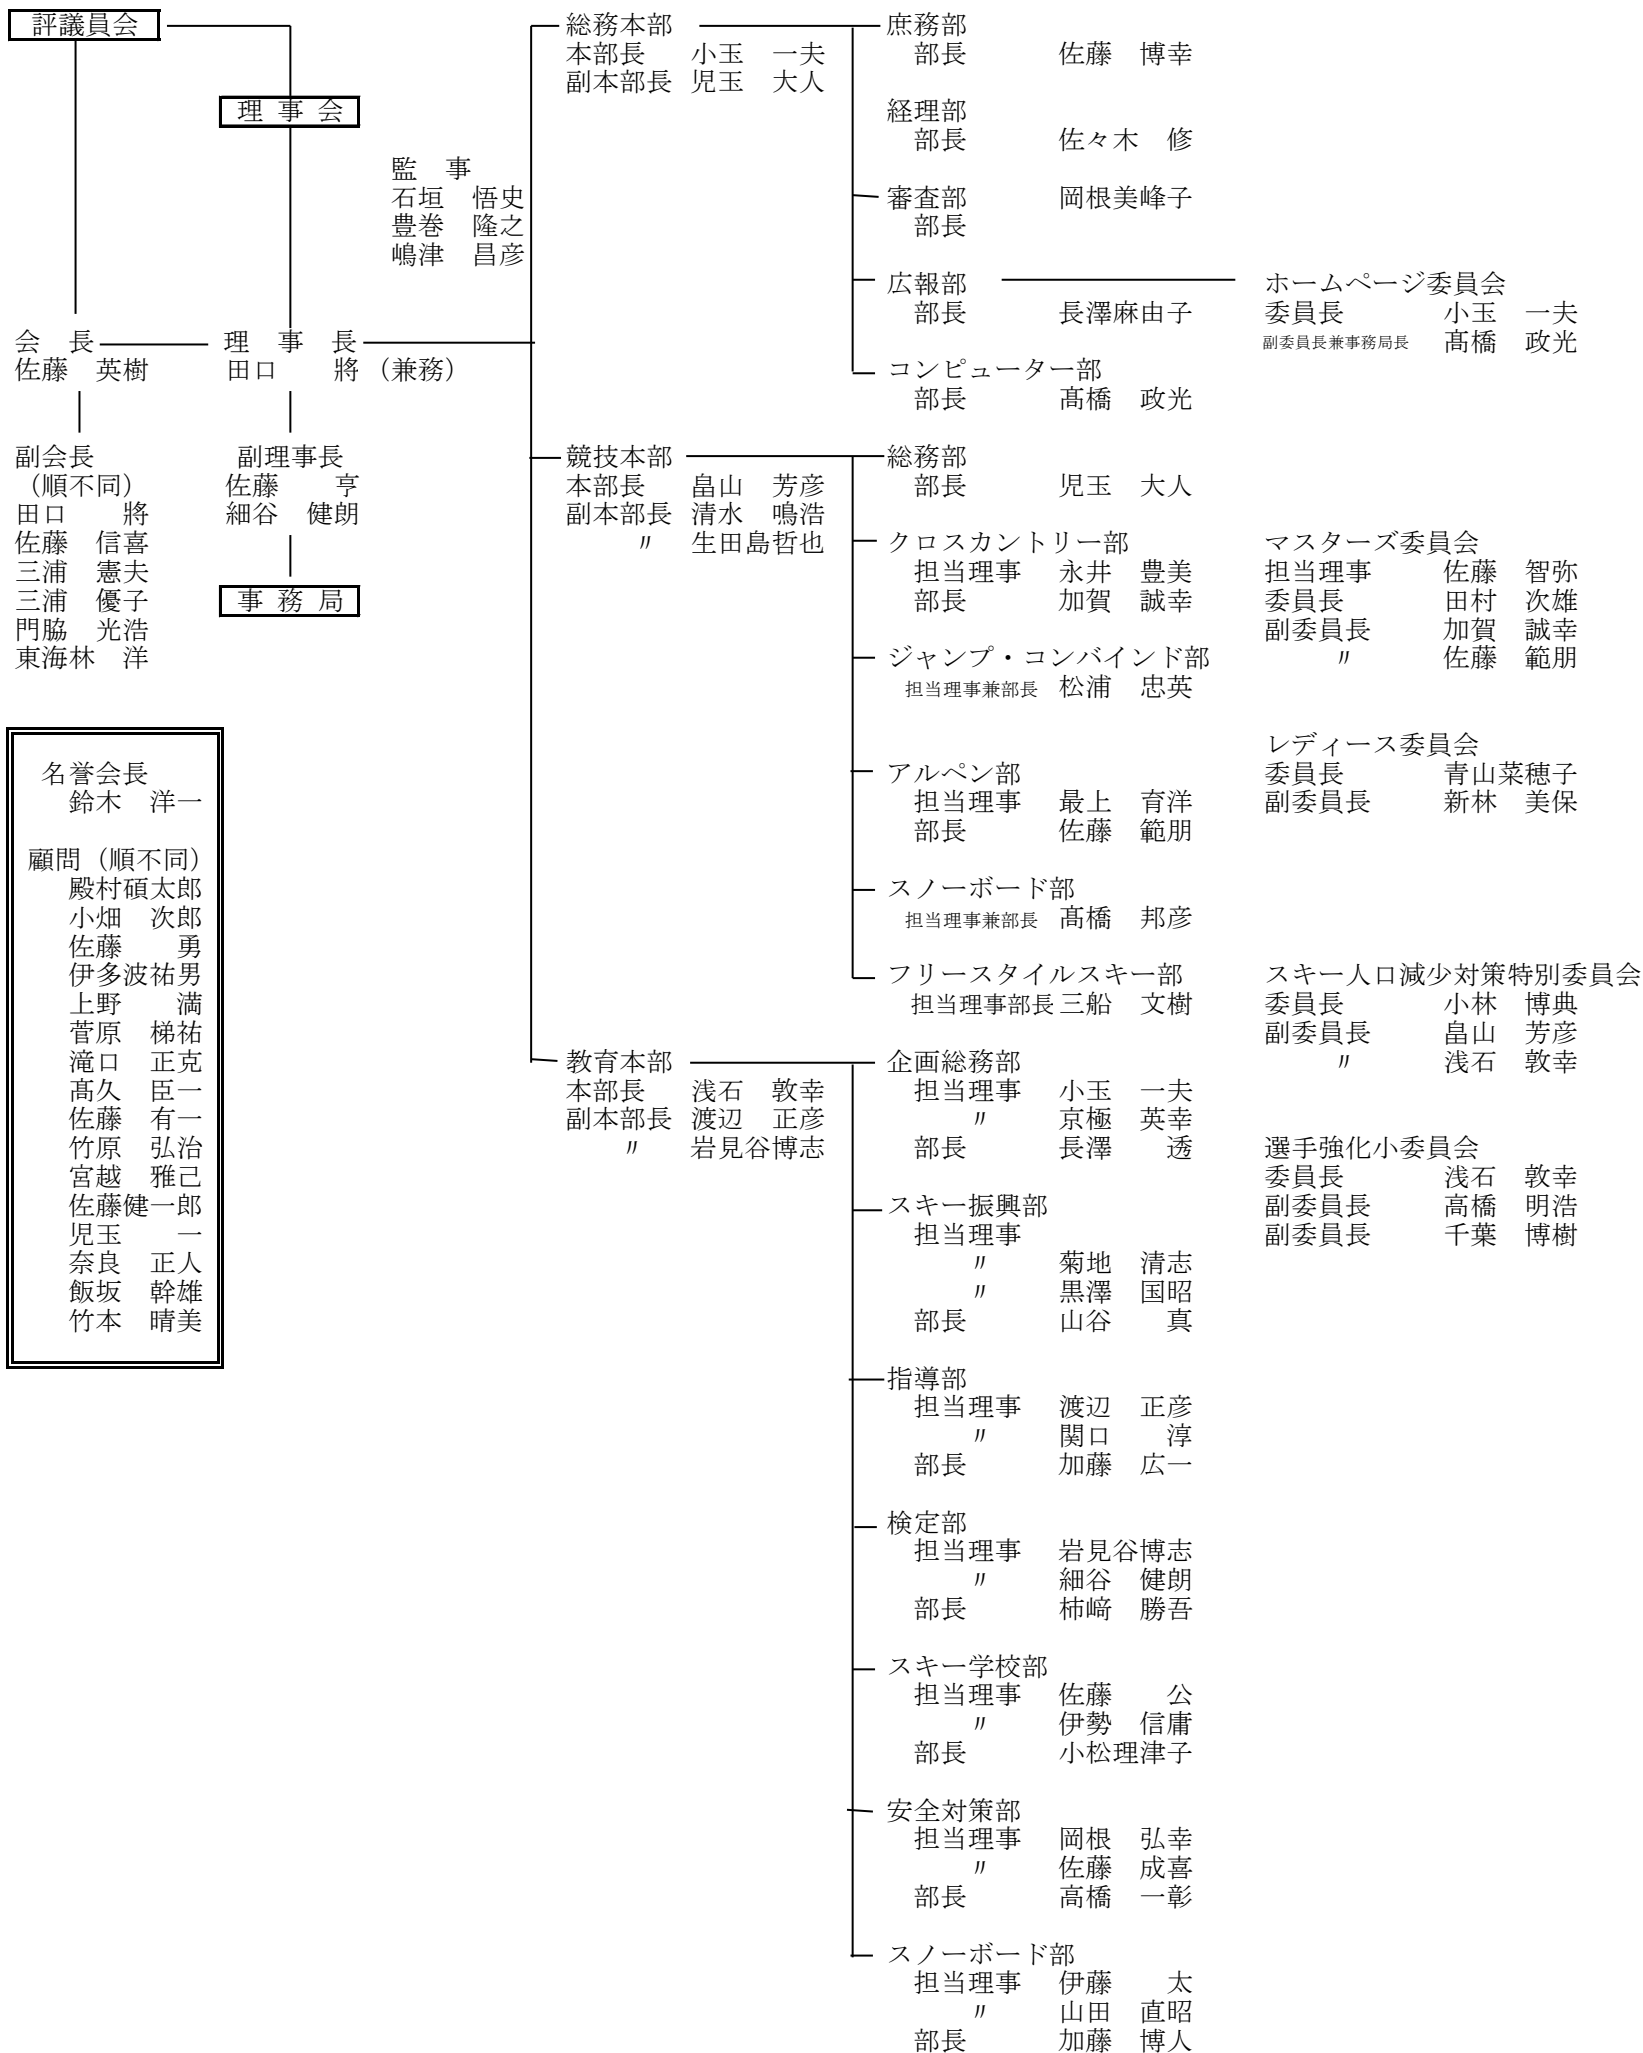 評議員会
理 事 会
監　事
石垣　悟史
豊巻　隆之
嶋津　昌彦
会　長
佐藤　英樹
理　事　長
田口　　將（兼務）
副会長
（順不同）
田口　　將
佐藤　信喜
三浦　憲夫
三浦　優子
門脇　光浩
東海林　洋
副理事長
佐藤　　亨
細谷　健朗
事 務 局
名誉会長
鈴木　洋一
顧問（順不同）
殿村碩太郎
小畑　次郎
佐藤　　勇
伊多波祐男
上野　　満
菅原　梯祐
滝口　正克
髙久　臣一
佐藤　有一
竹原　弘治
宮越　雅己
佐藤健一郎
児玉　　一
奈良　正人
飯坂　幹雄
竹本　晴美
総務本部
本部長　小玉　一夫
副本部長　児玉　大人
庶務部
部長　佐藤　博幸
経理部
部長　佐々木　修
審査部　岡根美峰子
部長
広報部
部長　長澤麻由子
ホームページ委員会
委員長　小玉　一夫
副委員長兼事務局長　髙橋　政光
コンピューター部
部長　髙橋　政光
競技本部
本部長　畠山　芳彦
副本部長　清水　鳴浩
〃　生田島哲也
総務部
部長　児玉　大人
クロスカントリー部
担当理事　永井　豊美
部長　加賀　誠幸
マスターズ委員会
担当理事　佐藤　智弥
委員長　田村　次雄
副委員長　加賀　誠幸
〃　佐藤　範朋
ジャンプ・コンバインド部
担当理事兼部長　松浦　忠英
アルペン部
担当理事　最上　育洋
部長　佐藤　範朋
レディース委員会
委員長　青山菜穂子
副委員長　新林　美保
スノーボード部
担当理事兼部長　髙橋　邦彦
フリースタイルスキー部
担当理事部長　三船　文樹
スキー人口減少対策特別委員会
委員長　小林　博典
副委員長　畠山　芳彦
〃　浅石　敦幸
教育本部
本部長　浅石　敦幸
副本部長　渡辺　正彦
〃　岩見谷博志
企画総務部
担当理事　小玉　一夫
〃　京極　英幸
部長　長澤　　透
選手強化小委員会
委員長　浅石　敦幸
副委員長　高橋　明浩
副委員長　千葉　博樹
スキー振興部
担当理事
〃　菊地　清志
〃　黒澤　国昭
部長　山谷　　真
指導部
担当理事　渡辺　正彦
〃　関口　　淳
部長　加藤　広一
検定部
担当理事　岩見谷博志
〃　細谷　健朗
部長　柿﨑　勝吾
スキー学校部
担当理事　佐藤　　公
〃　伊勢　信庸
部長　小松理津子
安全対策部
担当理事　岡根　弘幸
〃　佐藤　成喜
部長　高橋　一彰
スノーボード部
担当理事　伊藤　　太
〃　山田　直昭
部長　加藤　博人